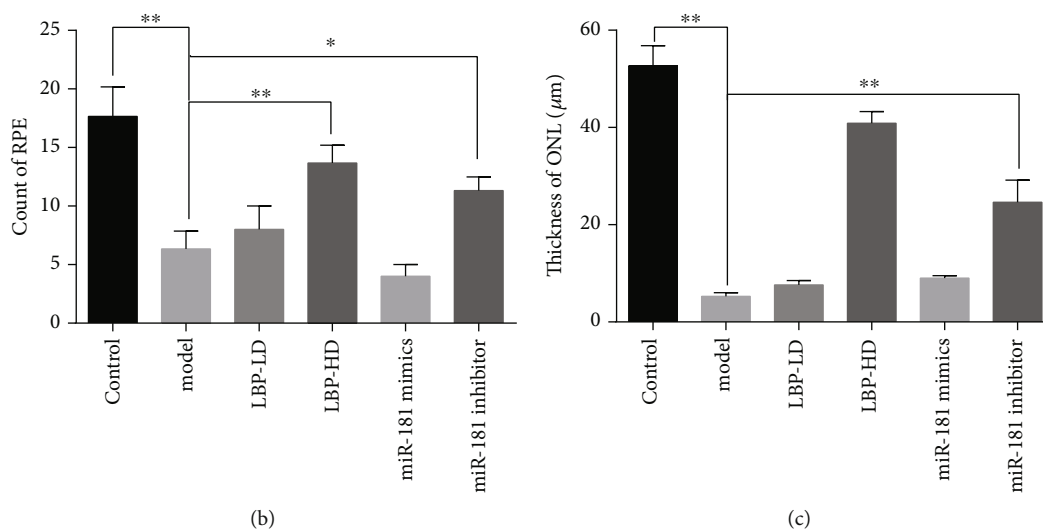 Count of RPE
25
20
15
10
5
0
**
*
**
Control
model
LBP-LD
LBP-HD
miR-181 mimics
miR-181 inhibitor
(b)
Thickness of ONL (μm)
60
40
20
0
**
**
Control
model
LBP-LD
LBP-HD
miR-181 mimics
miR-181 inhibitor
(c)